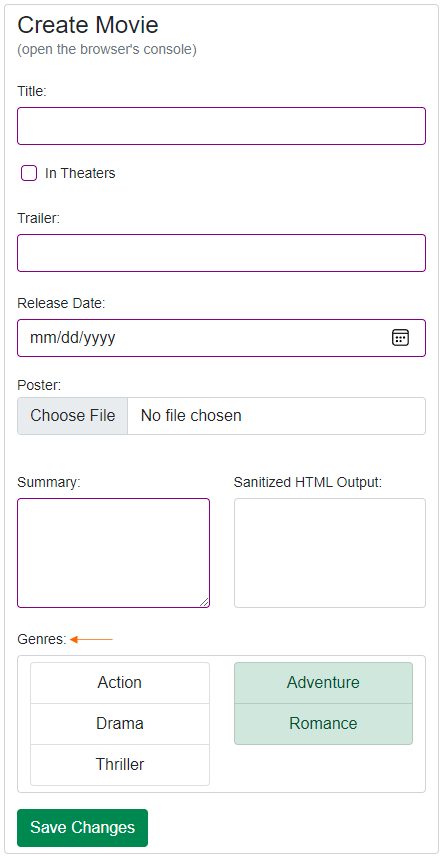 Create Movie
(open the browser's console)
Title:
In Theaters
Trailer:
Release Date:
mm/dd/yyyy
Poster:
Choose File No file chosen
Summary: Sanitized HTML Output:
Genres:
Action Adventure
Drama Romance
Thriller
Save Changes